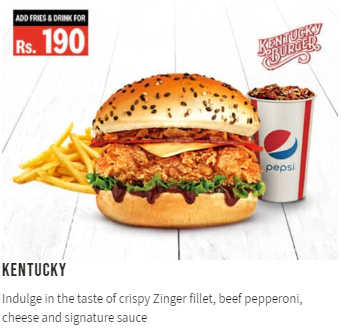 ADD FRIES & DRINK FOR
Rs. 190
KENTUCKY
BURGER
pepsi
KENTUCKY
Indulge in the taste of crispy Zinger fillet, beef pepperoni,
cheese and signature sauce